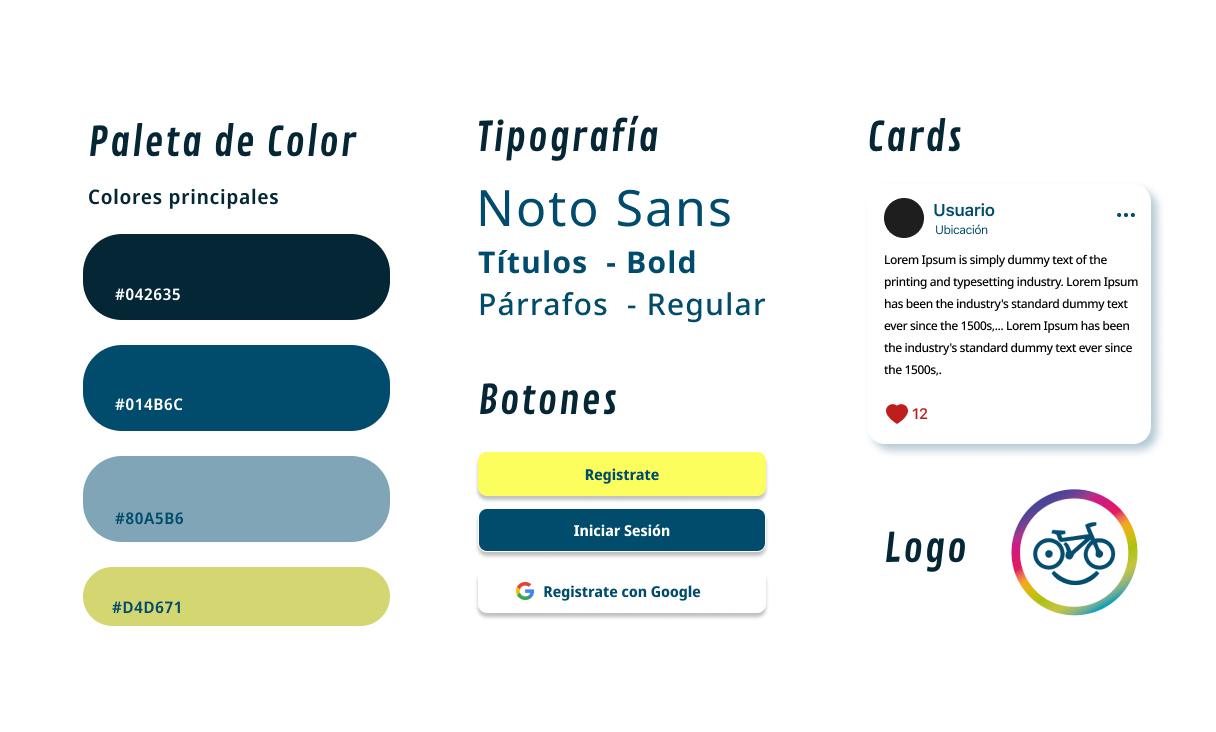 Paleta de Color
Colores principales
#042635
#014B6C
#80A5B6
#D4D671
Tipografía
Noto Sans
Títulos - Bold
Párrafos - Regular
Botones
Registrate
Iniciar Sesión
Registrate con Google
Cards
Usuario
Ubicación
Lorem Ipsum is simply dummy text of the
printing and typesetting industry. Lorem Ipsum
has been the industry's standard dummy text
ever since the 1500s,... Lorem Ipsum has been
the industry's standard dummy text ever since
the 1500s,.
12
Logo